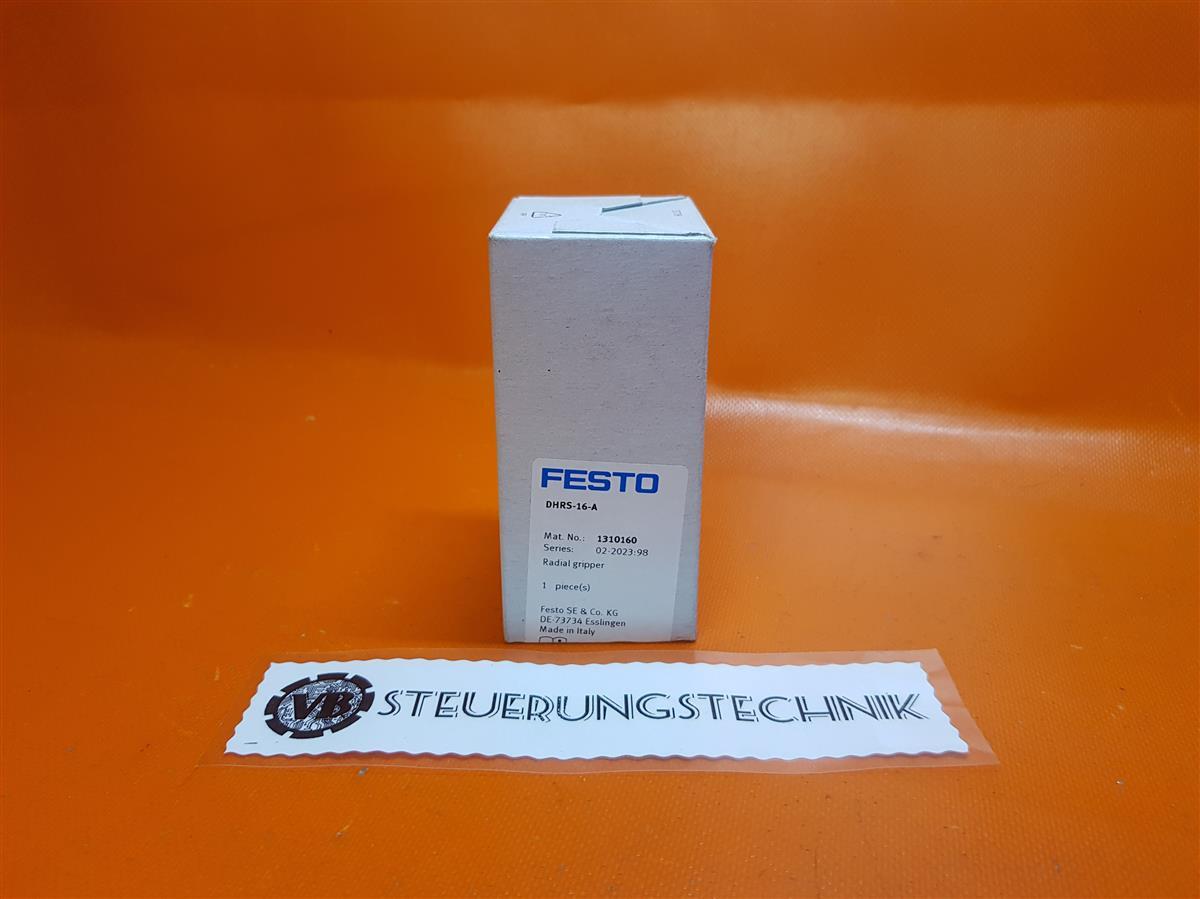 FESTO
DHRS-16-A
Mat. No.: 1310160
Series: 02-2023:98
Radial gripper
1 piece(s)
Festo SE & Co. KG
DE-73734 Esslingen
Made in Italy
VB STEUERUNGSTECHNIK